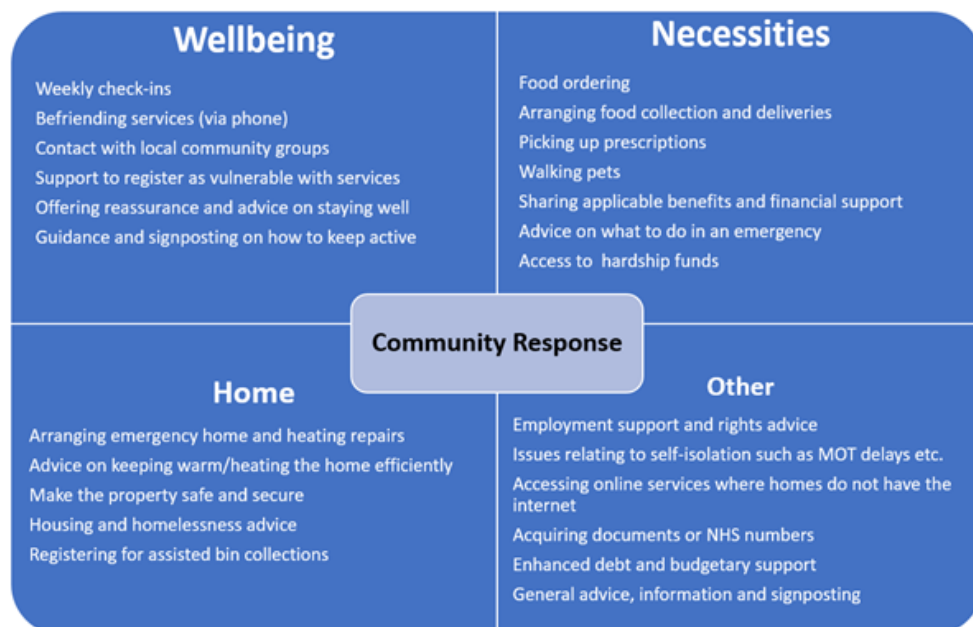 Wellbeing
Weekly check-ins
Befriending services (via phone)
Contact with local community groups
Support to register as vulnerable with services
Offering reassurance and advice on staying well
Guidance and signposting on how to keep active
Necessities
Food ordering
Arranging food collection and deliveries
Picking up prescriptions
Walking pets
Sharing applicable benefits and financial support
Advice on what to do in an emergency
Access to hardship funds
Community Response
Home
Arranging emergency home and heating repairs
Advice on keeping warm/heating the home efficiently
Make the property safe and secure
Housing and homelessness advice
Registering for assisted bin collections
Other
Employment support and rights advice
Issues relating to self-isolation such as MOT delays etc.
Accessing online services where homes do not have the
internet
Acquiring documents or NHS numbers
Enhanced debt and budgetary support
General advice, information and signposting